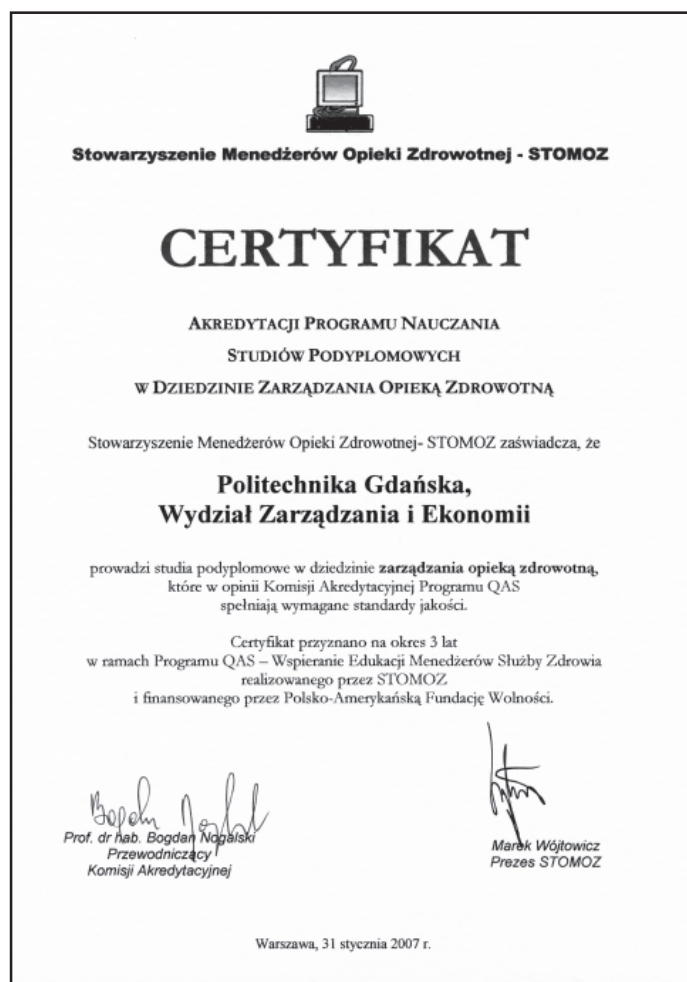 Stowarzyszenie Menedżerów Opieki Zdrowotnej - STOMOZ
CERTYFIKAT
AKREDYTACJI PROGRAMU NAUCZANIA
STUDIÓW PODYPLOMOWYCH
W DZIEDZINIE ZARZĄDZANIA OPIEKĄ ZDROWOTNĄ
Stowarzyszenie Menedżerów Opieki Zdrowotnej- STOMOZ zaświadcza, że
Politechnika Gdańska,
Wydział Zarządzania i Ekonomii
prowadzi studia podyplomowe w dziedzinie zarządzania opieką zdrowotną,
które w opinii Komisji Akredytacyjnej Programu QAS
spełniają wymagane standardy jakości.
Certyfikat przyznano na okres 3 lat
w ramach Programu QAS – Wspieranie Edukacji Menedżerów Służby Zdrowia
realizowanego przez STOMOZ
i finansowanego przez Polsko-Amerykańską Fundację Wolności.
Prof. dr hab. Bogdan Nogalski
Przewodniczący
Komisji Akredytacyjnej
Marek Wójtowicz
Prezes STOMOZ
Warszawa, 31 stycznia 2007 r.